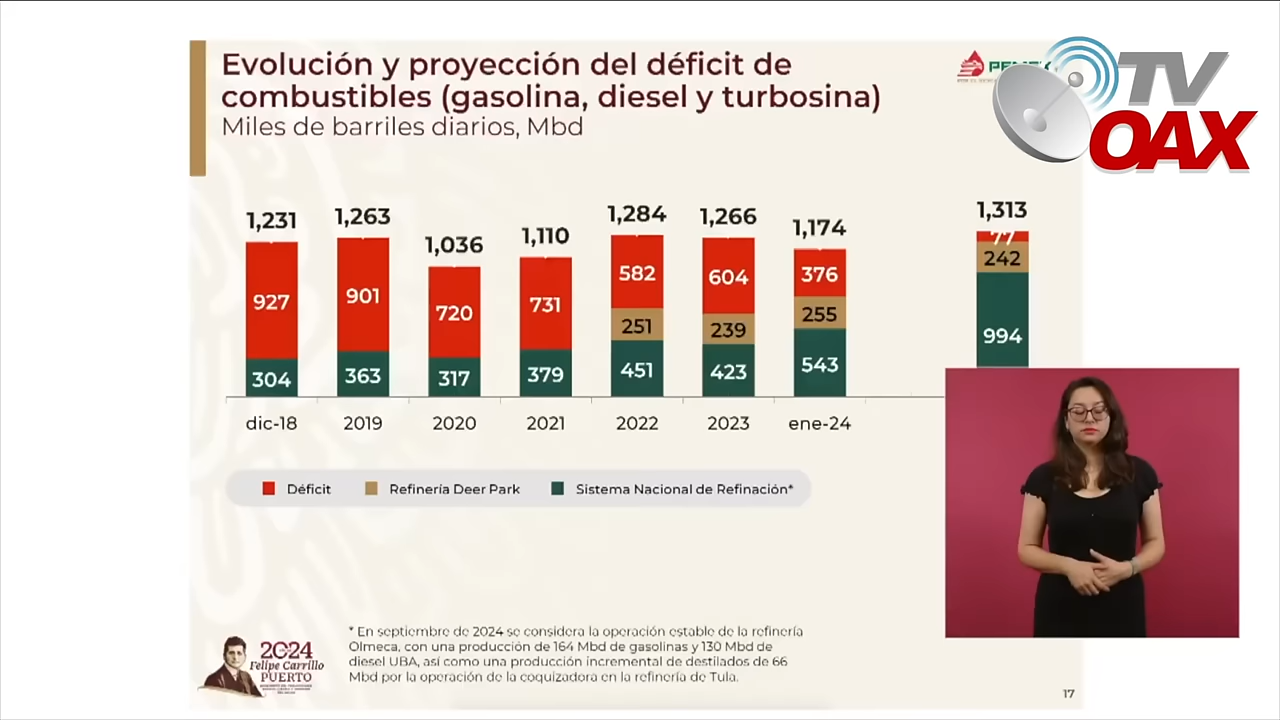 Evolución y proyección del déficit de
combustibles (gasolina, diesel y turbosina)
Miles de barriles diarios, Mbd
TV
OAX
1,231
1,263
1,036
1,110
1,284
1,266
1,174
1,313
927
901
720
731
582
604
376
77
251
239
255
242
304
363
317
379
451
423
543
994
dic-18
2019
2020
2021
2022
2023
ene-24
Déficit
Refinería Deer Park
Sistema Nacional de Refinación*
* En septiembre de 2024 se considera la operación estable de la refinería
Olmeca, con una producción de 164 Mbd de gasolinas y 130 Mbd de
diesel UBA, así como una producción incremental de destilados de 66
Mbd por la operación de la coquizadora en la refinería de Tula.
2024
Felipe Carrillo
PUERTO
17